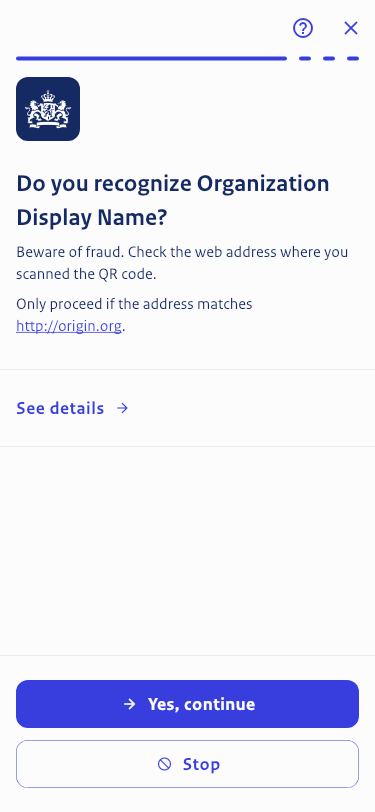 Do you recognize Organization
Display Name?
Beware of fraud. Check the web address where you
scanned the QR code.
Only proceed if the address matches
http://origin.org.
See details
Yes, continue
Stop